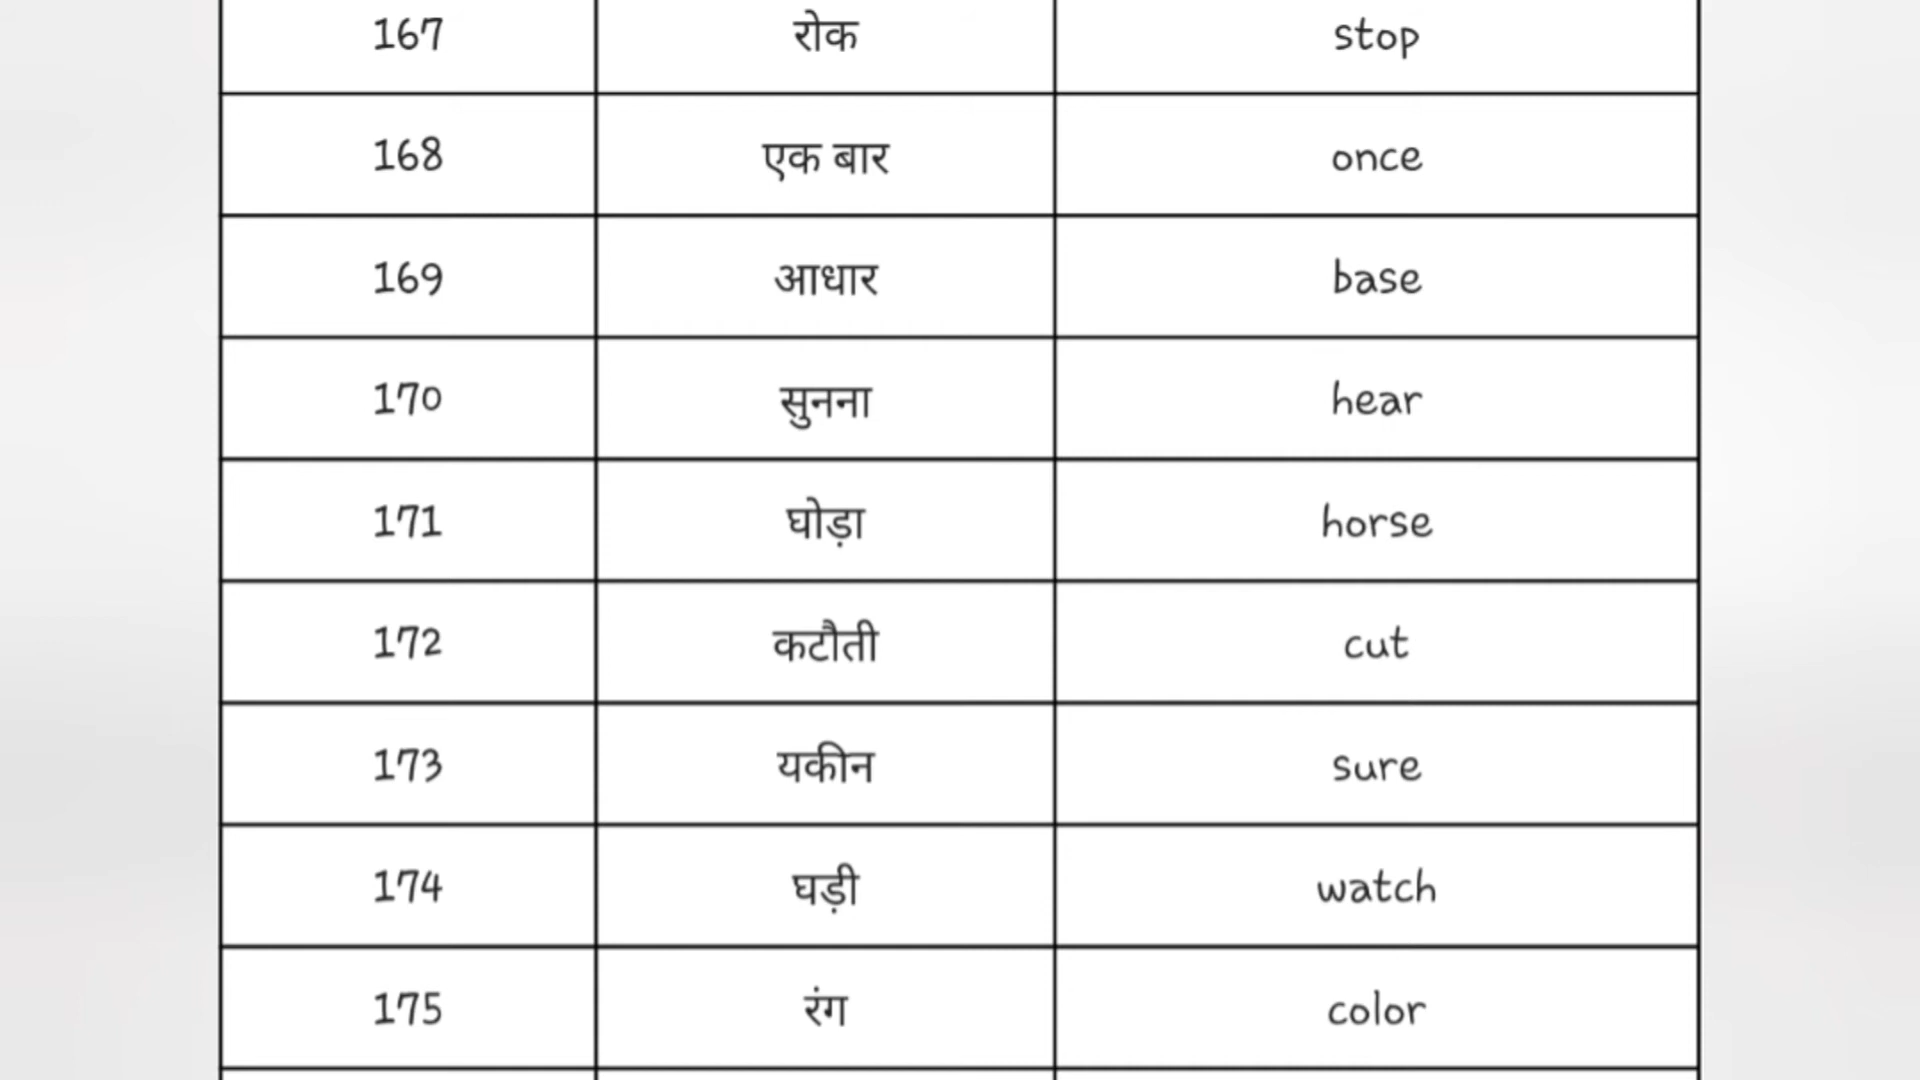 167 रोक stop
168 एक बार once
169 आधार base
170 सुनना hear
171 घोड़ा horse
172 कटौती cut
173 यकीन sure
174 घड़ी watch
175 रंग color